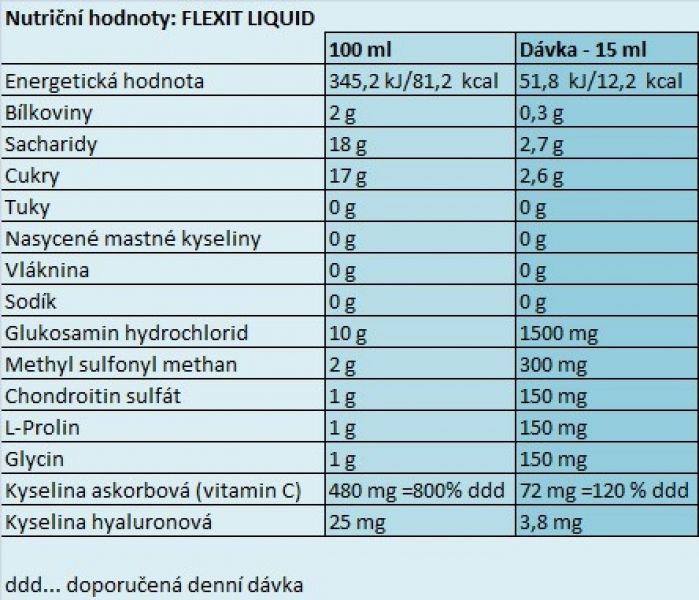 Nutriční hodnoty: FLEXIT LIQUID
100 ml Dávka - 15 ml
Energetická hodnota 345,2 kJ/81,2 kcal 51,8 kJ/12,2 kcal
Bílkoviny 2 g 0,3 g
Sacharidy 18 g 2,7 g
Cukry 17 g 2,6 g
Tuky 0 g 0 g
Nasycené mastné kyseliny 0 g 0 g
Vláknina 0 g 0 g
Sodík 0 g 0 g
Glukosamin hydrochlorid 10 g 1500 mg
Methyl sulfonyl methan 2 g 300 mg
Chondroitin sulfát 1 g 150 mg
L-Prolin 1 g 150 mg
Glycin 1 g 150 mg
Kyselina askorbová (vitamin C) 480 mg =800% ddd 72 mg =120 % ddd
Kyselina hyaluronová 25 mg 3,8 mg
ddd... doporučená denní dávka